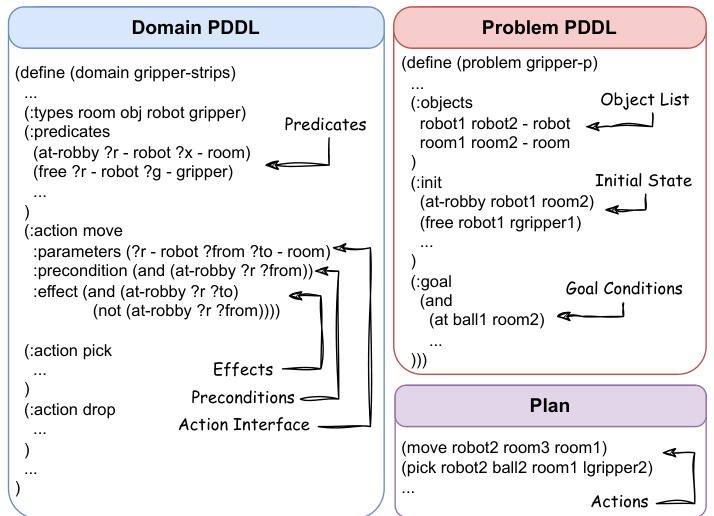 Domain PDDL
(define (domain gripper-strips)
...
(:types room obj robot gripper)
(:predicates
Predicates
(at-robby ?r - robot ?x - room)
(free ?r - robot ?g - gripper)
...
)
(:action move
:parameters (?r - robot ?from ?to - room)
:precondition (and (at-robby ?r ?from))
:effect (and (at-robby ?r ?to)
(not (at-robby ?r ?from))))
(:action pick
...
Effects
Preconditions
)
(:action drop
Action Interface
...
)
...
)
Problem PDDL
(define (problem gripper-p)
...
(:objects
Object List
robot1 robot2 - robot
room1 room2 - room
)
(:init
Initial State
(at-robby robot1 room2)
(free robot1 rgripper1)
...
)
(:goal
Goal Conditions
(and
(at ball1 room2)
...
)))
Plan
(move robot2 room3 room1)
(pick robot2 ball2 room1 lgripper2)
...
Actions